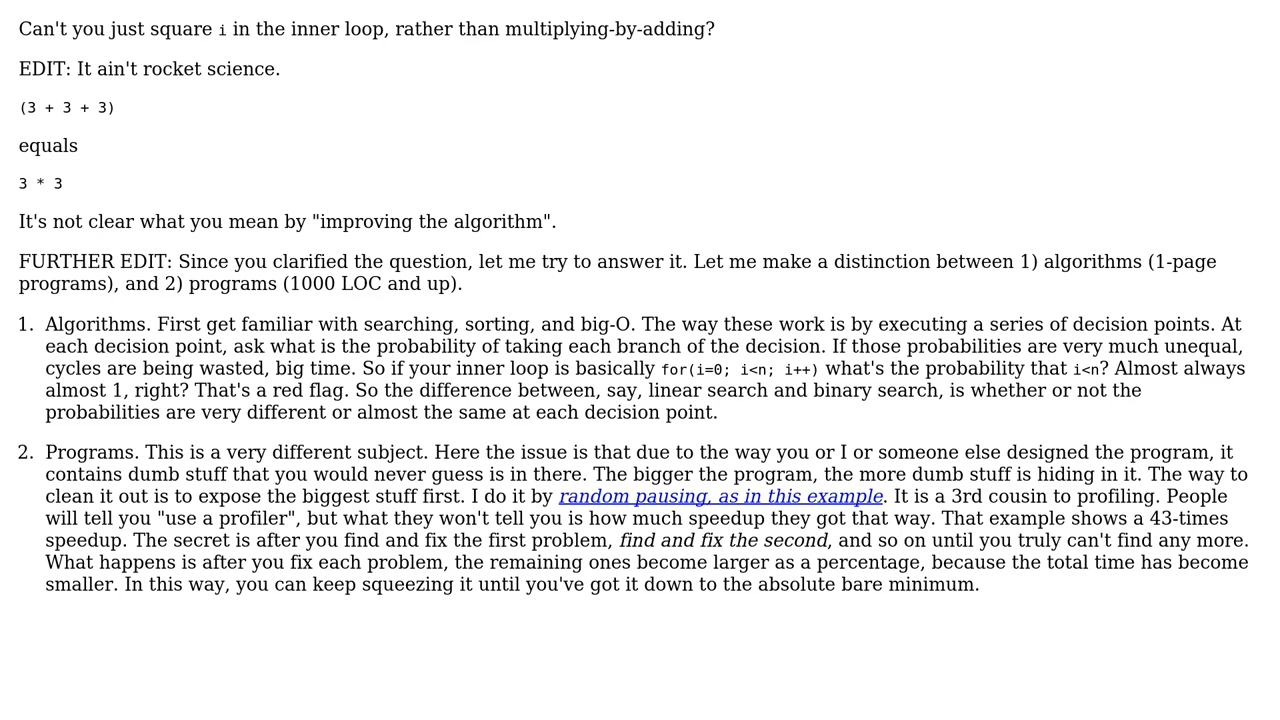 Can't you just square i in the inner loop, rather than multiplying-by-adding?
EDIT: It ain't rocket science.
(3 + 3 + 3)
equals
3 * 3
It's not clear what you mean by "improving the algorithm".
FURTHER EDIT: Since you clarified the question, let me try to answer it. Let me make a distinction between 1) algorithms (1-page
programs), and 2) programs (1000 LOC and up).
1. Algorithms. First get familiar with searching, sorting, and big-O. The way these work is by executing a series of decision points. At
each decision point, ask what is the probability of taking each branch of the decision. If those probabilities are very much unequal,
cycles are being wasted, big time. So if your inner loop is basically for(i=0; i<n; i++) what's the probability that i<n? Almost always
almost 1, right? That's a red flag. So the difference between, say, linear search and binary search, is whether or not the
probabilities are very different or almost the same at each decision point.
2. Programs. This is a very different subject. Here the issue is that due to the way you or I or someone else designed the program, it
contains dumb stuff that you would never guess is in there. The bigger the program, the more dumb stuff is hiding in it. The way to
clean it out is to expose the biggest stuff first. I do it by random pausing, as in this example. It is a 3rd cousin to profiling. People
will tell you "use a profiler", but what they won't tell you is how much speedup they got that way. That example shows a 43-times
speedup. The secret is after you find and fix the first problem, find and fix the second, and so on until you truly can't find any more.
What happens is after you fix each problem, the remaining ones become larger as a percentage, because the total time has become
smaller. In this way, you can keep squeezing it until you've got it down to the absolute bare minimum.